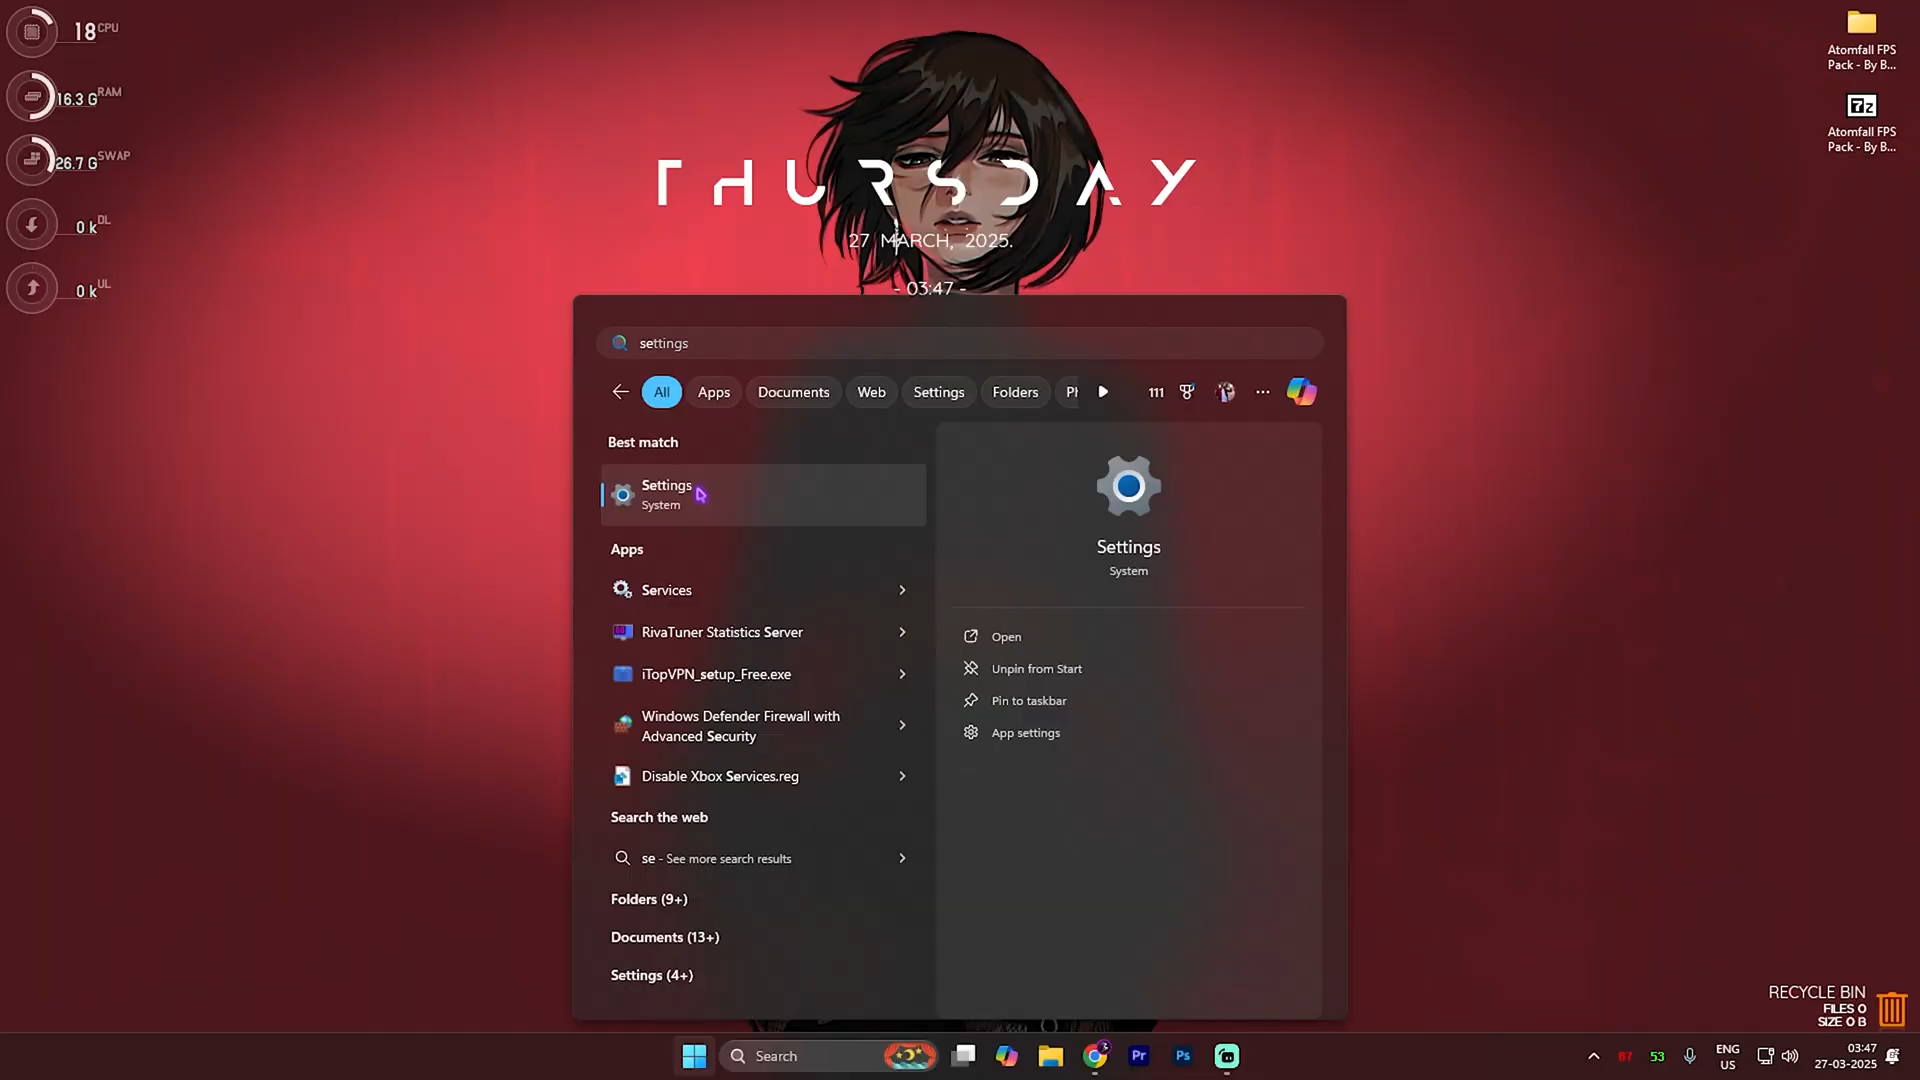 18 CPU
16.3 G RAM
26.7 G SWAP
0 k DL
0 k UL
THURSDAY
27 MARCH, 2025.
- 03:47 -
Atomfall FPS
Pack - By B...
7z
Atomfall FPS
Pack - By B...
settings
All Apps Documents Web Settings Folders 111
Best match
Settings
System
Apps
Services
RivaTuner Statistics Server
iTopVPN_setup_Free.exe
Windows Defender Firewall with
Advanced Security
Disable Xbox Services.reg
Search the web
se - See more search results
Folders (9+)
Documents (13+)
Settings (4+)
Settings
System
Open
Unpin from Start
Pin to taskbar
App settings
RECYCLE BIN
FILES 0
SIZE 0 B
Search
3
Pr
Ps
87 53
ENG
US
03:47
27-03-2025